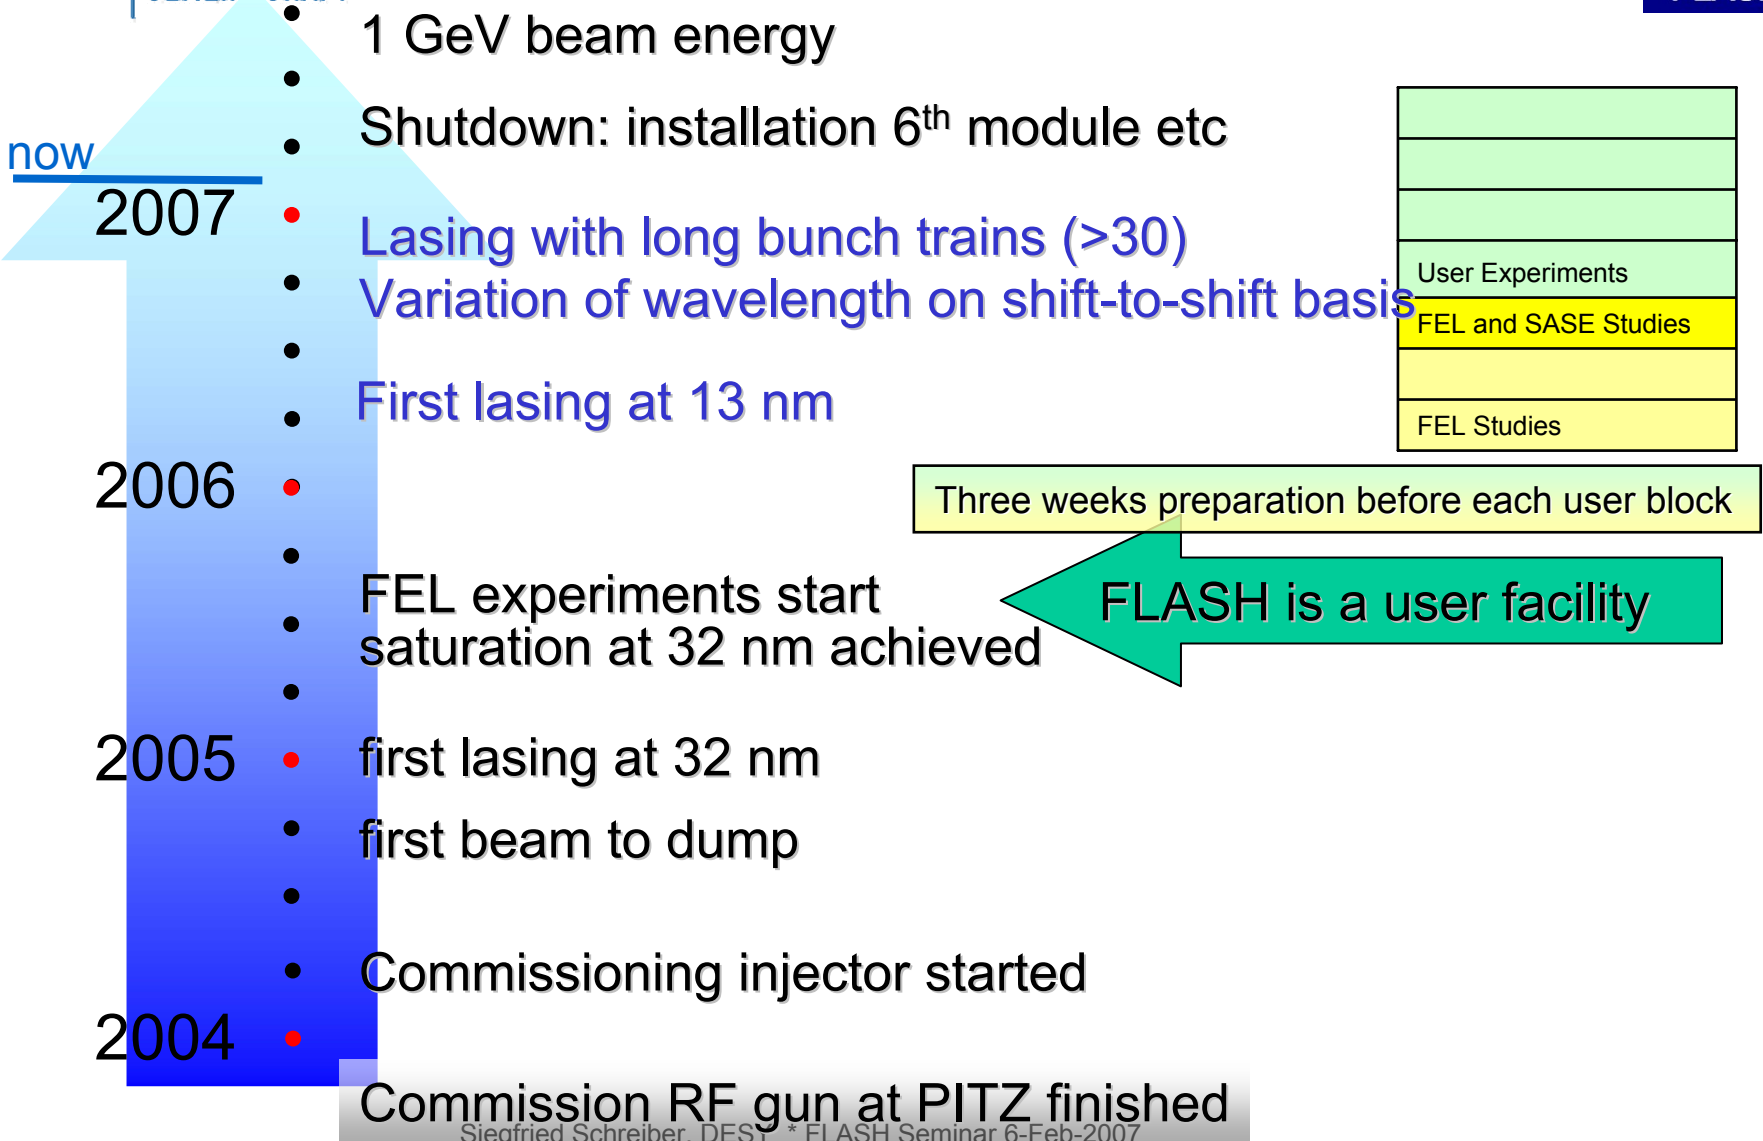 1 GeV beam energy
Shutdown: installation 6th module etc
now
2007
Lasing with long bunch trains (>30)
Variation of wavelength on shift-to-shift basis
User Experiments
FEL and SASE Studies
First lasing at 13 nm
FEL Studies
2006
Three weeks preparation before each user block
FEL experiments start
saturation at 32 nm achieved
FLASH is a user facility
2005
first lasing at 32 nm
first beam to dump
Commissioning injector started
2004
Commission RF gun at PITZ finished
Siegfried Schreiber, DESY * FLASH Seminar 6-Feb-2007